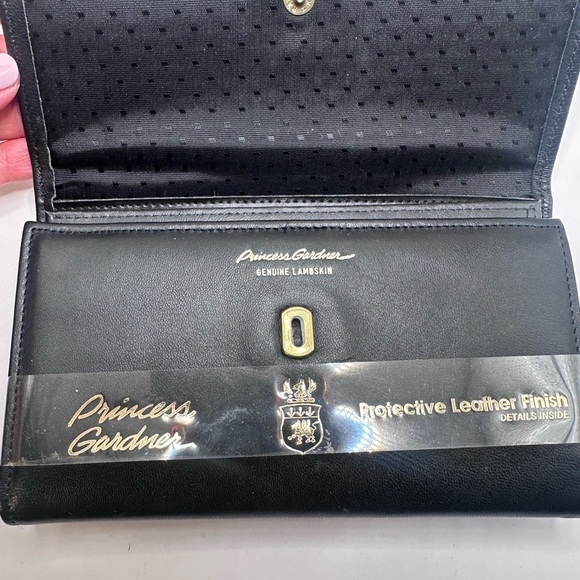 Princess Gardner
GENUINE LAMBSKIN
Princess
Gardner
Protective Leather Finish
DETAILS INSIDE